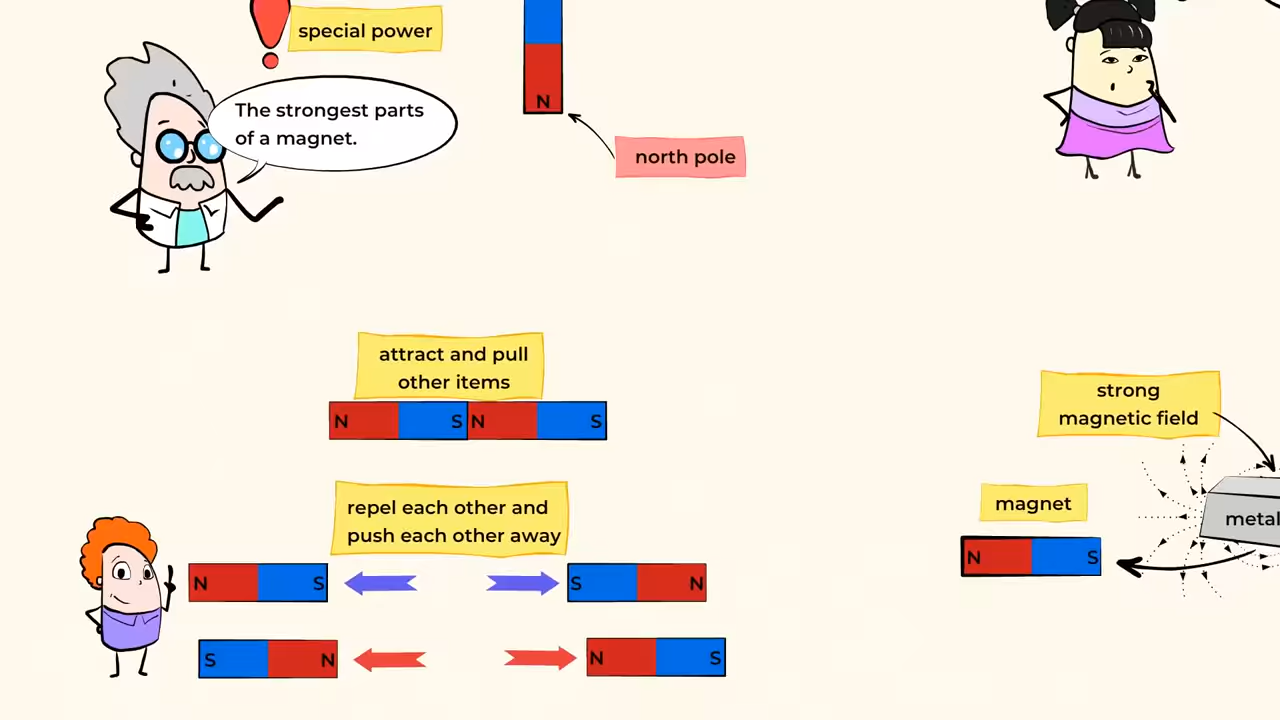 special power
The strongest parts
of a magnet.
N
north pole
attract and pull
other items
N S N S
strong
magnetic field
magnet
metal
N S
repel each other and
push each other away
N S S N
S N N S